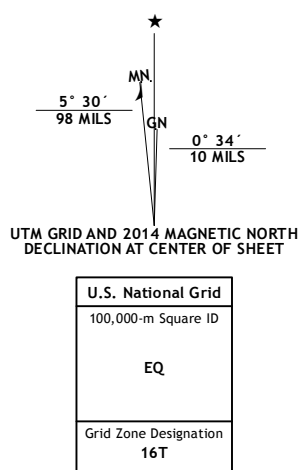 ★
MN.
5° 30´
98 MILS
GN
0° 34´
10 MILS
UTM GRID AND 2014 MAGNETIC NORTH
DECLINATION AT CENTER OF SHEET
U.S. National Grid
100,000-m Square ID
EQ
Grid Zone Designation
16T